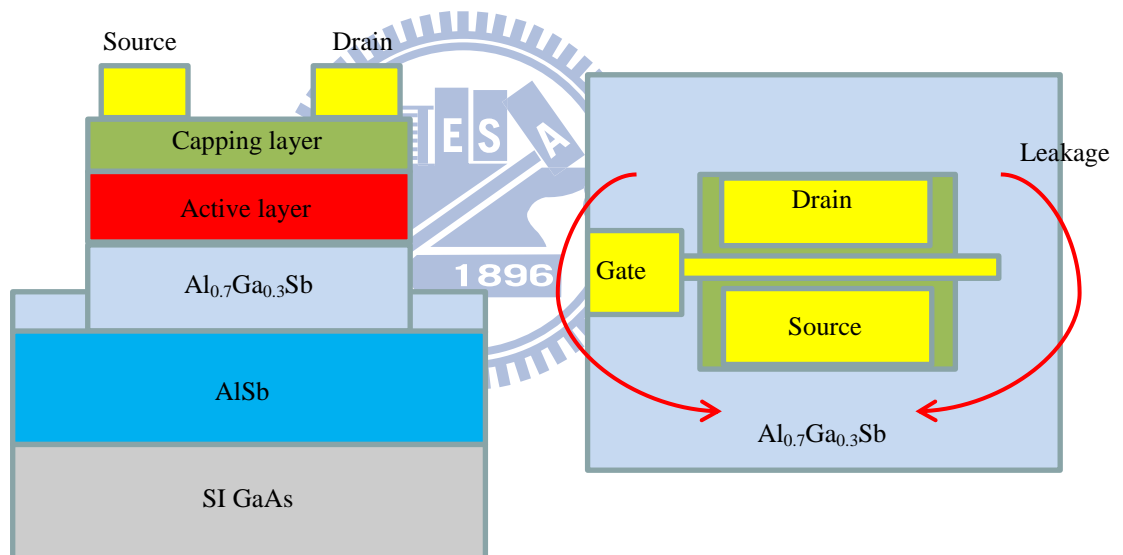 Source
Drain
Capping layer
Active layer
Al₀.₇Ga₀.₃Sb
AlSb
SI GaAs
ESA
1896
Leakage
Drain
Gate
Source
Al₀.₇Ga₀.₃Sb